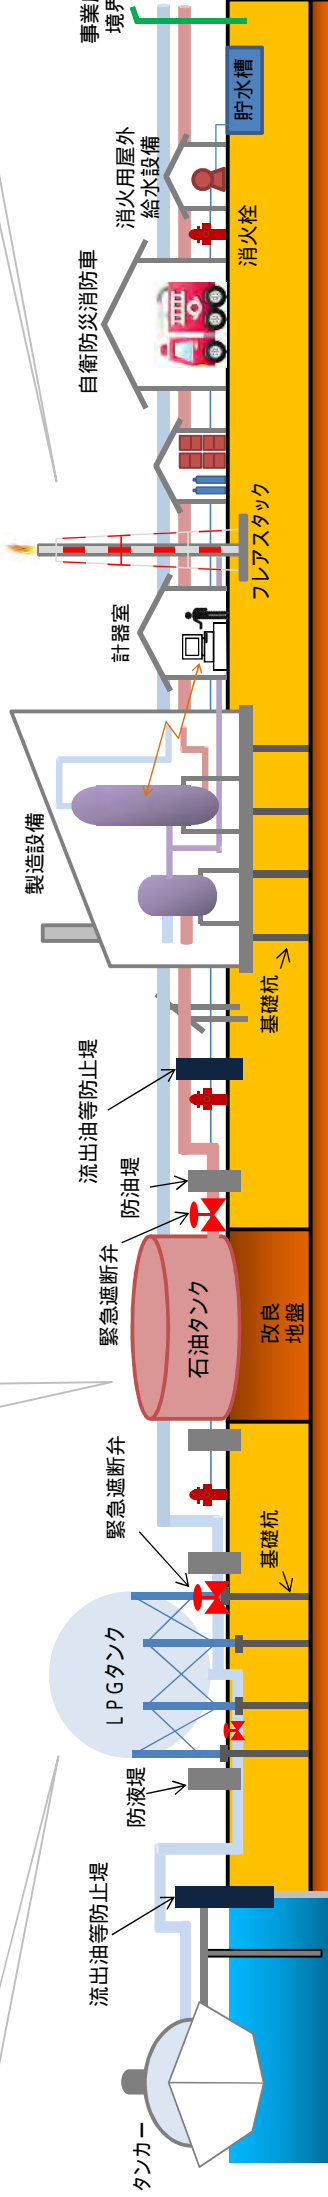 事業所
境界
貯水槽
消火用屋外
給水設備
消火栓
自衛防災消防車
フレアスタック
計器室
製造設備
基礎杭
流出油等防止堤
防油堤
緊急遮断弁
石油タンク
改良
地盤
緊急遮断弁
基礎杭
LPGタンク
防液堤
流出油等防止堤
タンカー